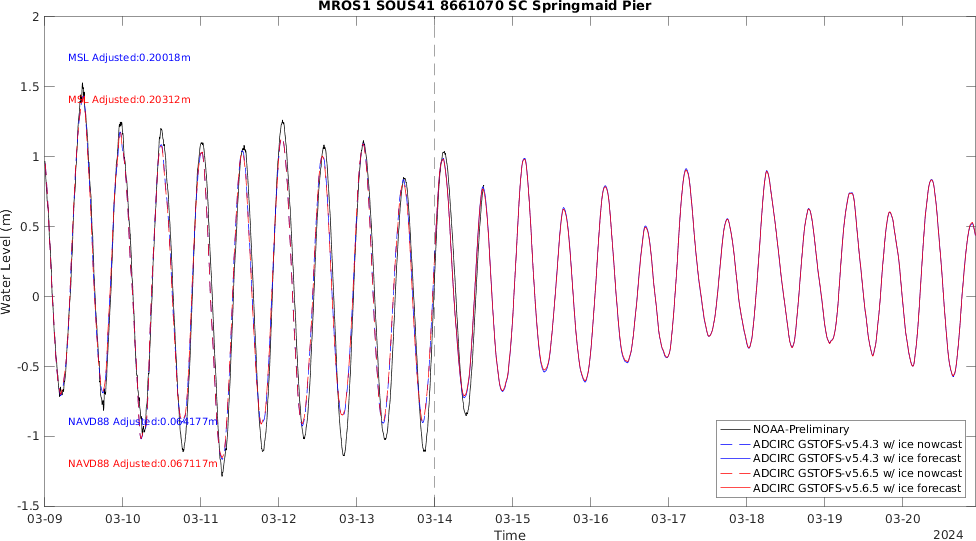 MROS1 SOUS41 8661070 SC Springmaid Pier
2
1.5
1
0.5
0
-0.5
-1
-1.5
Water Level (m)
MSL Adjusted:0.20018m
MSL Adjusted:0.20312m
NAVD88 Adjusted:0.064177m
NAVD88 Adjusted:0.067117m
NOAA-Preliminary
ADCIRC GSTOFS-v5.4.3 w/ ice nowcast
ADCIRC GSTOFS-v5.4.3 w/ ice forecast
ADCIRC GSTOFS-v5.6.5 w/ ice nowcast
ADCIRC GSTOFS-v5.6.5 w/ ice forecast
03-09 03-10 03-11 03-12 03-13 03-14 03-15 03-16 03-17 03-18 03-19 03-20
Time
2024